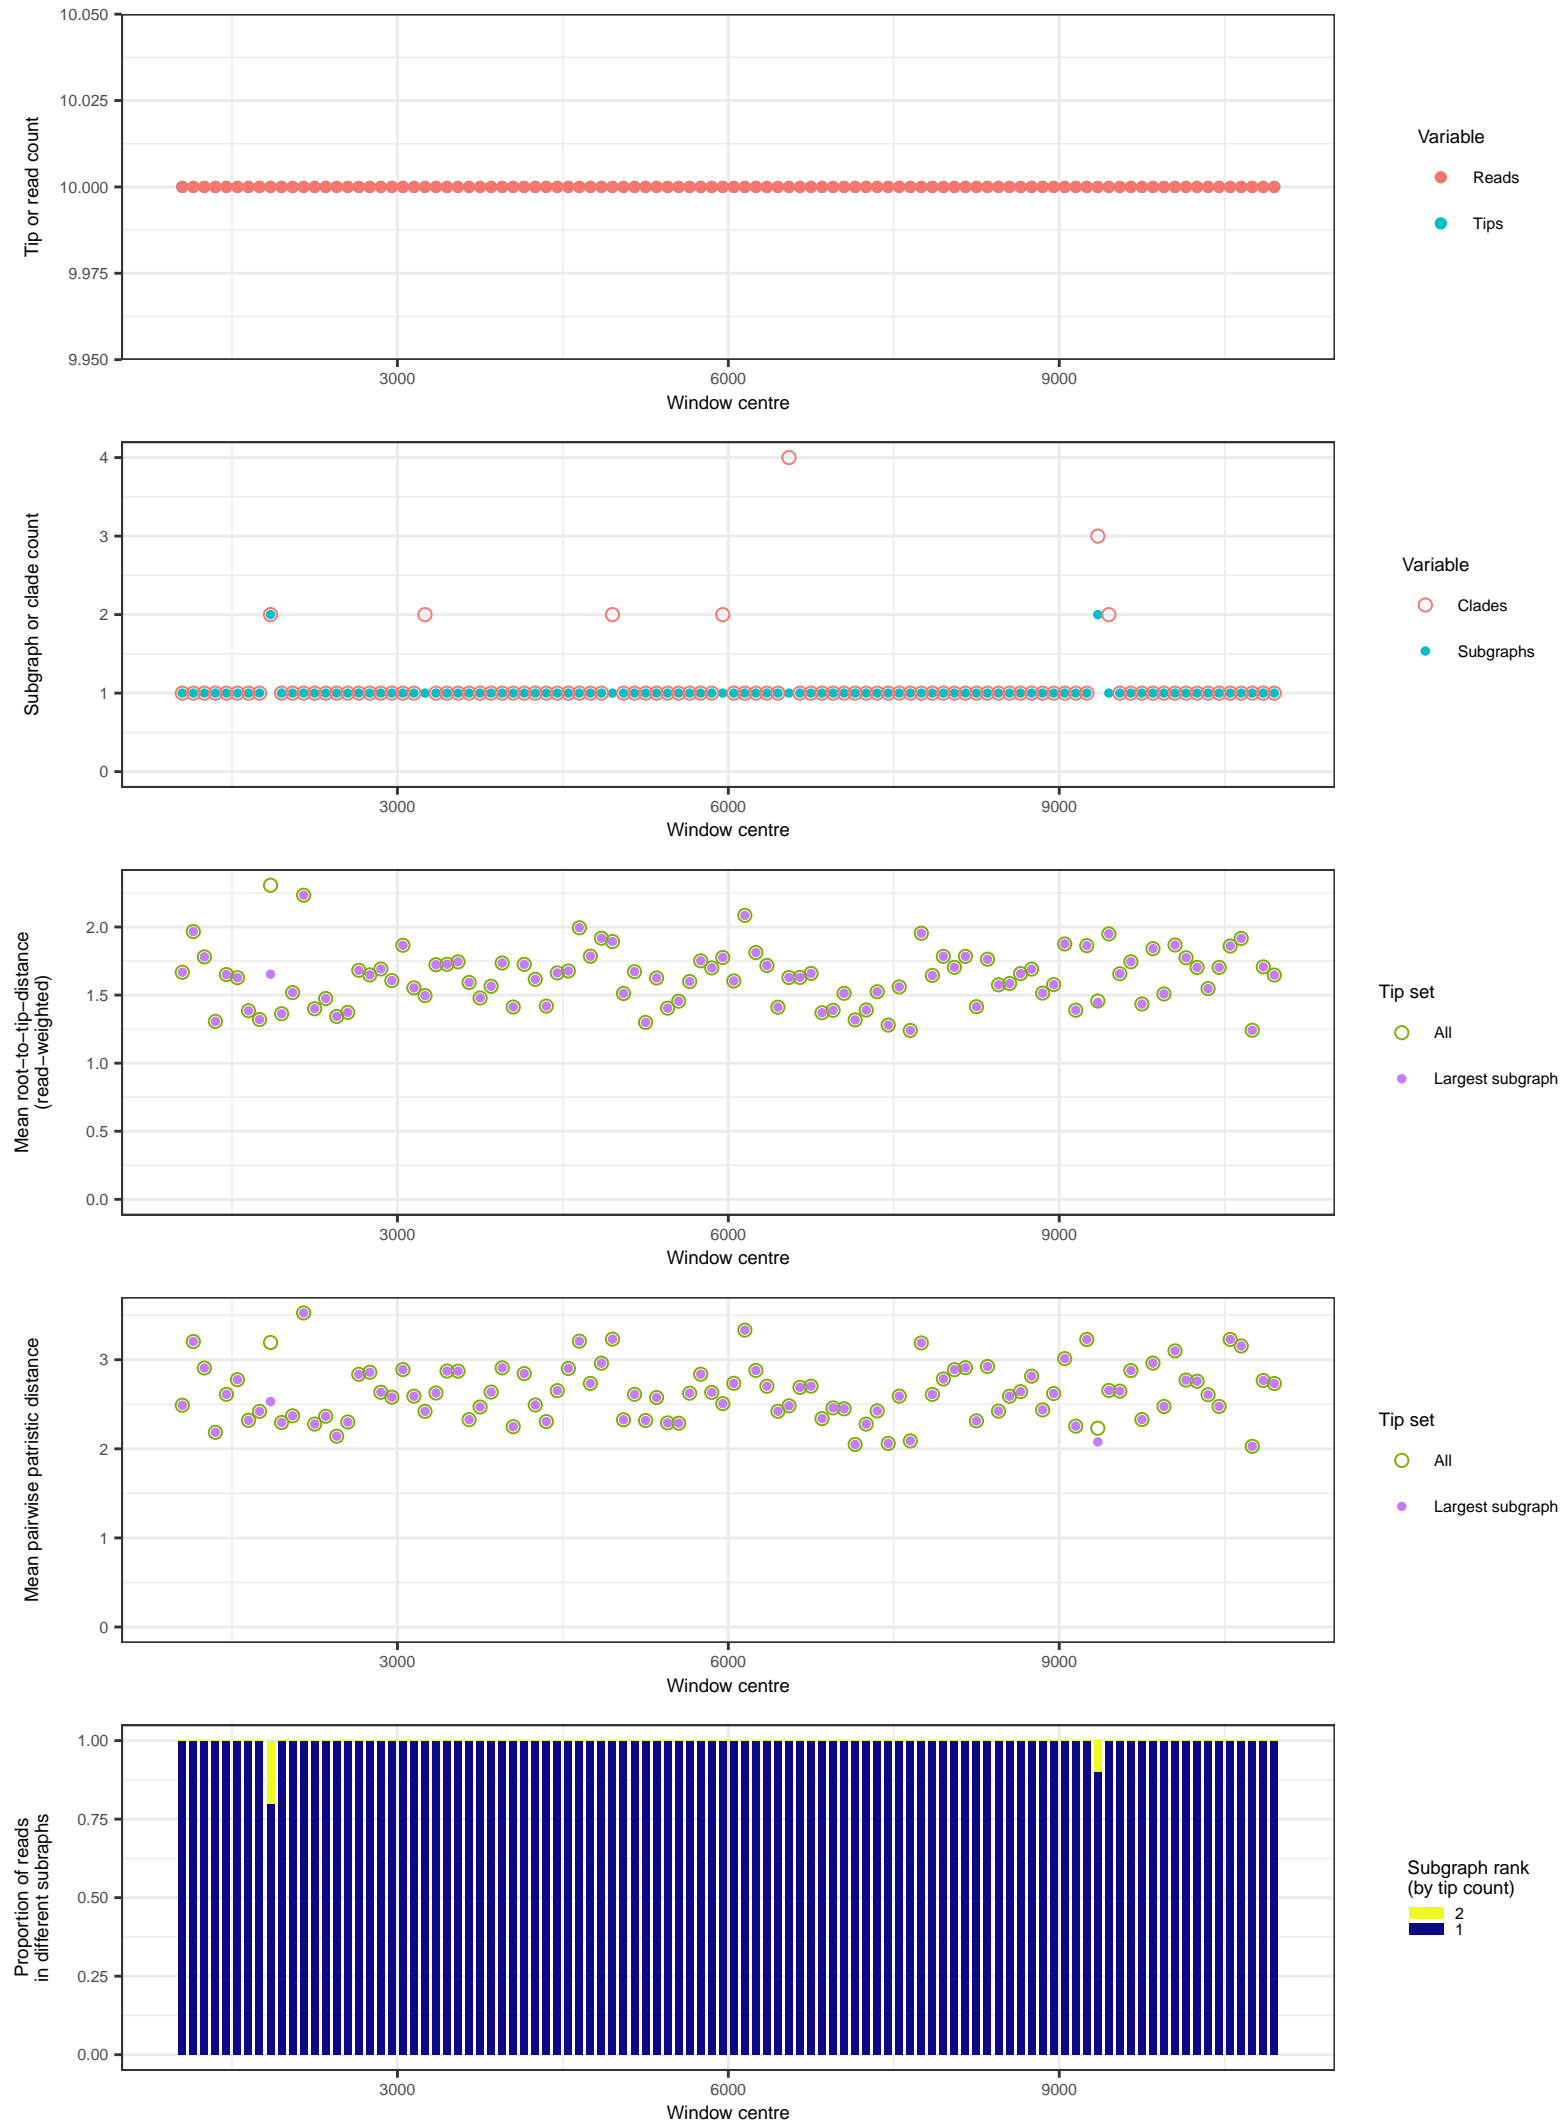 10.050
10.025
10.000
9.975
9.950
Tip or read count
3000 6000 9000
Window centre
Variable
Reads
Tips
4
3
2
1
0
Subgraph or clade count
3000 6000 9000
Window centre
Variable
Clades
Subgraphs
2.0
1.5
1.0
0.5
0.0
Mean root−to−tip−distance
(read−weighted)
3000 6000 9000
Window centre
Tip set
All
Largest subgraph
3
2
1
0
Mean pairwise patristic distance
3000 6000 9000
Window centre
Tip set
All
Largest subgraph
1.00
0.75
0.50
0.25
0.00
Proportion of reads
in different subraphs
3000 6000 9000
Window centre
Subgraph rank
(by tip count)
2
1